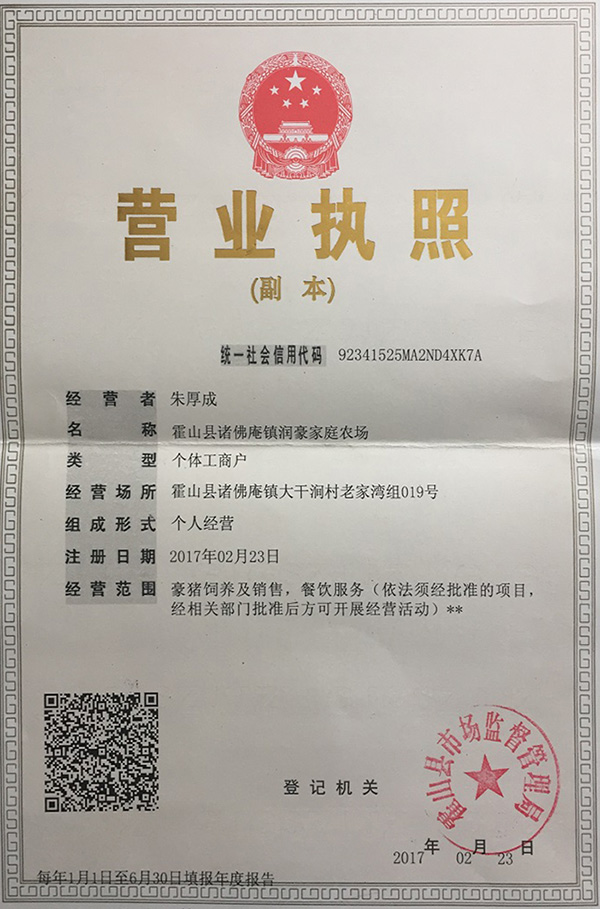 营业执照
(副本)
统一社会信用代码 92341525MA2ND4XK7A
经营者 朱厚成
名称 霍山县诸佛庵镇润豪家庭农场
类型 个体工商户
经营场所 霍山县诸佛庵镇大干涧村老家湾组019号
组成形式 个人经营
注册日期 2017年02月23日
经营范围 豪猪饲养及销售，餐饮服务（依法须经批准的项目，
经相关部门批准后方可开展经营活动）**
霍山县市场监督管理局
登记机关
2017年02月23日
每年1月1日至6月30日填报年度报告